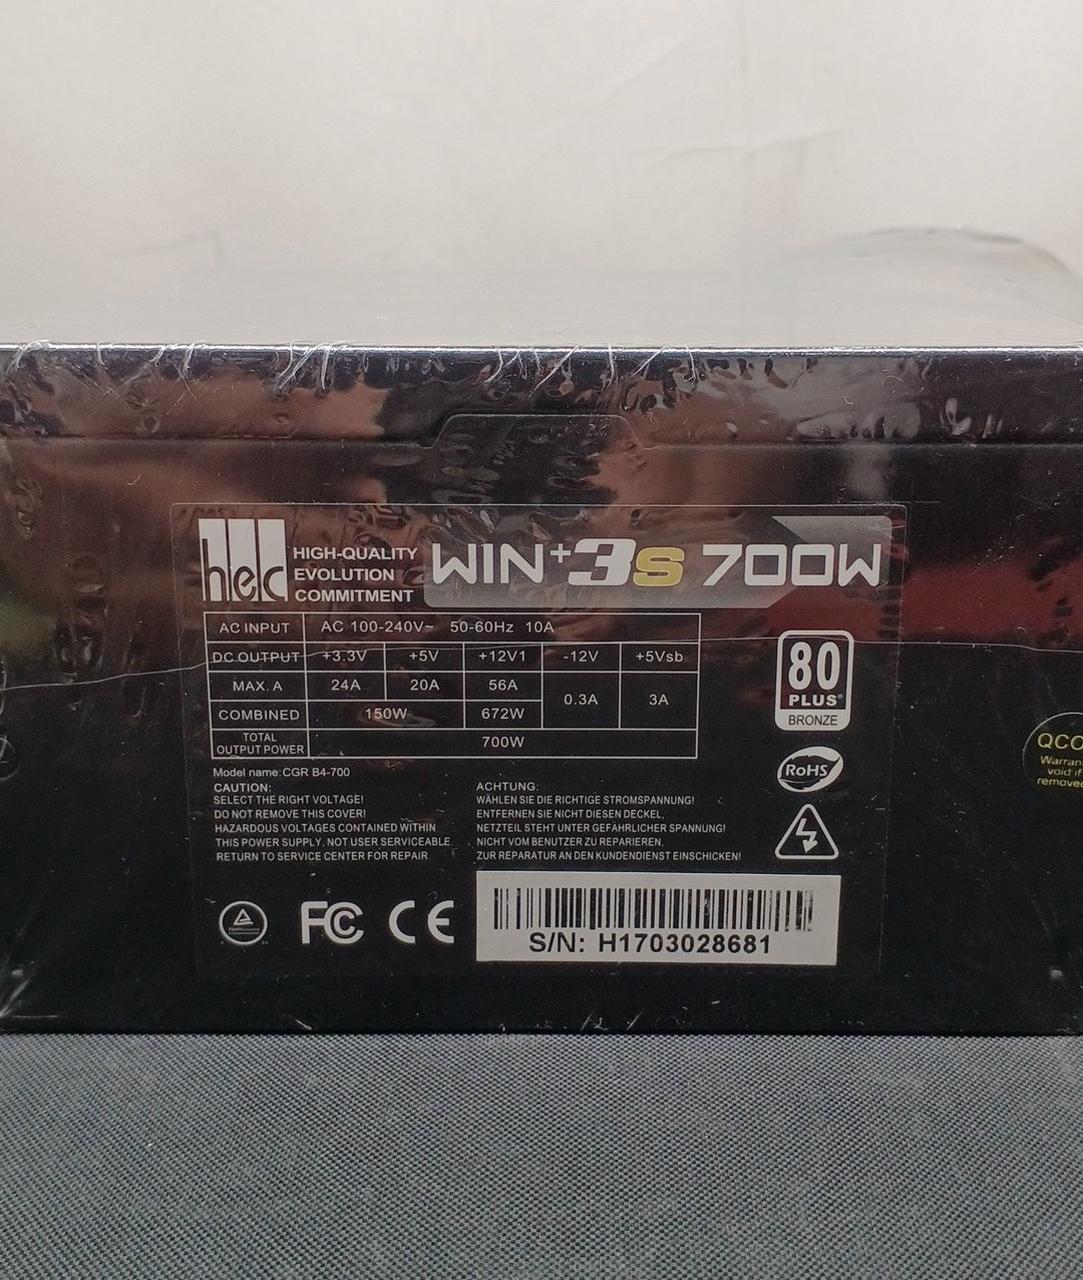 hec
HIGH-QUALITY
EVOLUTION
COMMITMENT
WIN+3S 700W
AC INPUT AC 100-240V~ 50-60Hz 10A
DC OUTPUT +3.3V +5V +12V1 -12V +5Vsb
MAX. A 24A 20A 56A 0.3A 3A
COMBINED 150W 672W
TOTAL
OUTPUT POWER 700W
80
PLUS®
BRONZE
RoHS
QCO
Warran
void if
removed
Model name:CGR B4-700
CAUTION:
SELECT THE RIGHT VOLTAGE!
DO NOT REMOVE THIS COVER!
HAZARDOUS VOLTAGES CONTAINED WITHIN
THIS POWER SUPPLY, NOT USER SERVICEABLE,
RETURN TO SERVICE CENTER FOR REPAIR
ACHTUNG:
WÄHLEN SIE DIE RICHTIGE STROMSPANNUNG!
ENTFERNEN SIE NICHT DIESEN DECKEL,
NETZTEIL STEHT UNTER GEFÄHRLICHER SPANNUNG!
NICHT VOM BENUTZER ZU REPARIEREN,
ZUR REPARATUR AN DEN KUNDENDIENST EINSCHICKEN!
FC CE
S/N: H1703028681